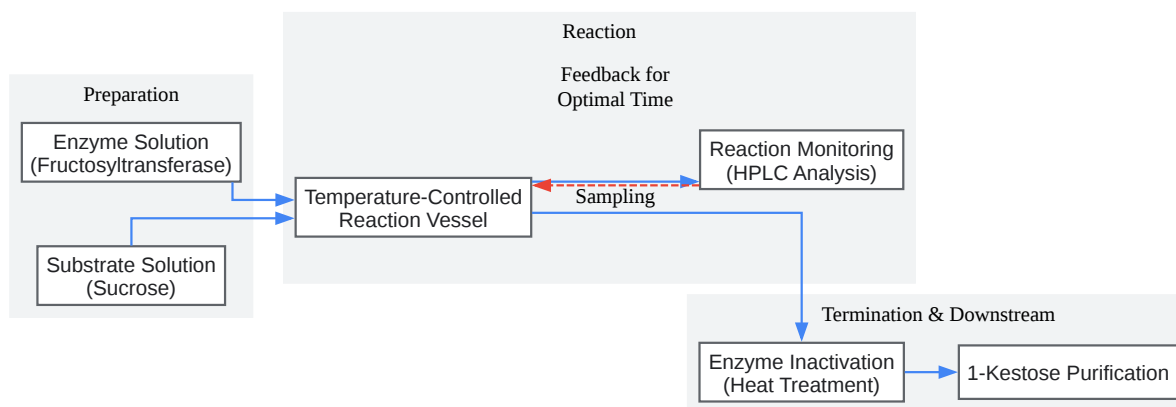 Reaction
Feedback for
Optimal Time
Preparation
Enzyme Solution
(Fructosyltransferase)
Reaction Monitoring
(HPLC Analysis)
Temperature-Controlled
Reaction Vessel
Sampling
Substrate Solution
(Sucrose)
Termination & Downstream
Enzyme Inactivation
(Heat Treatment)
1-Kestose Purification